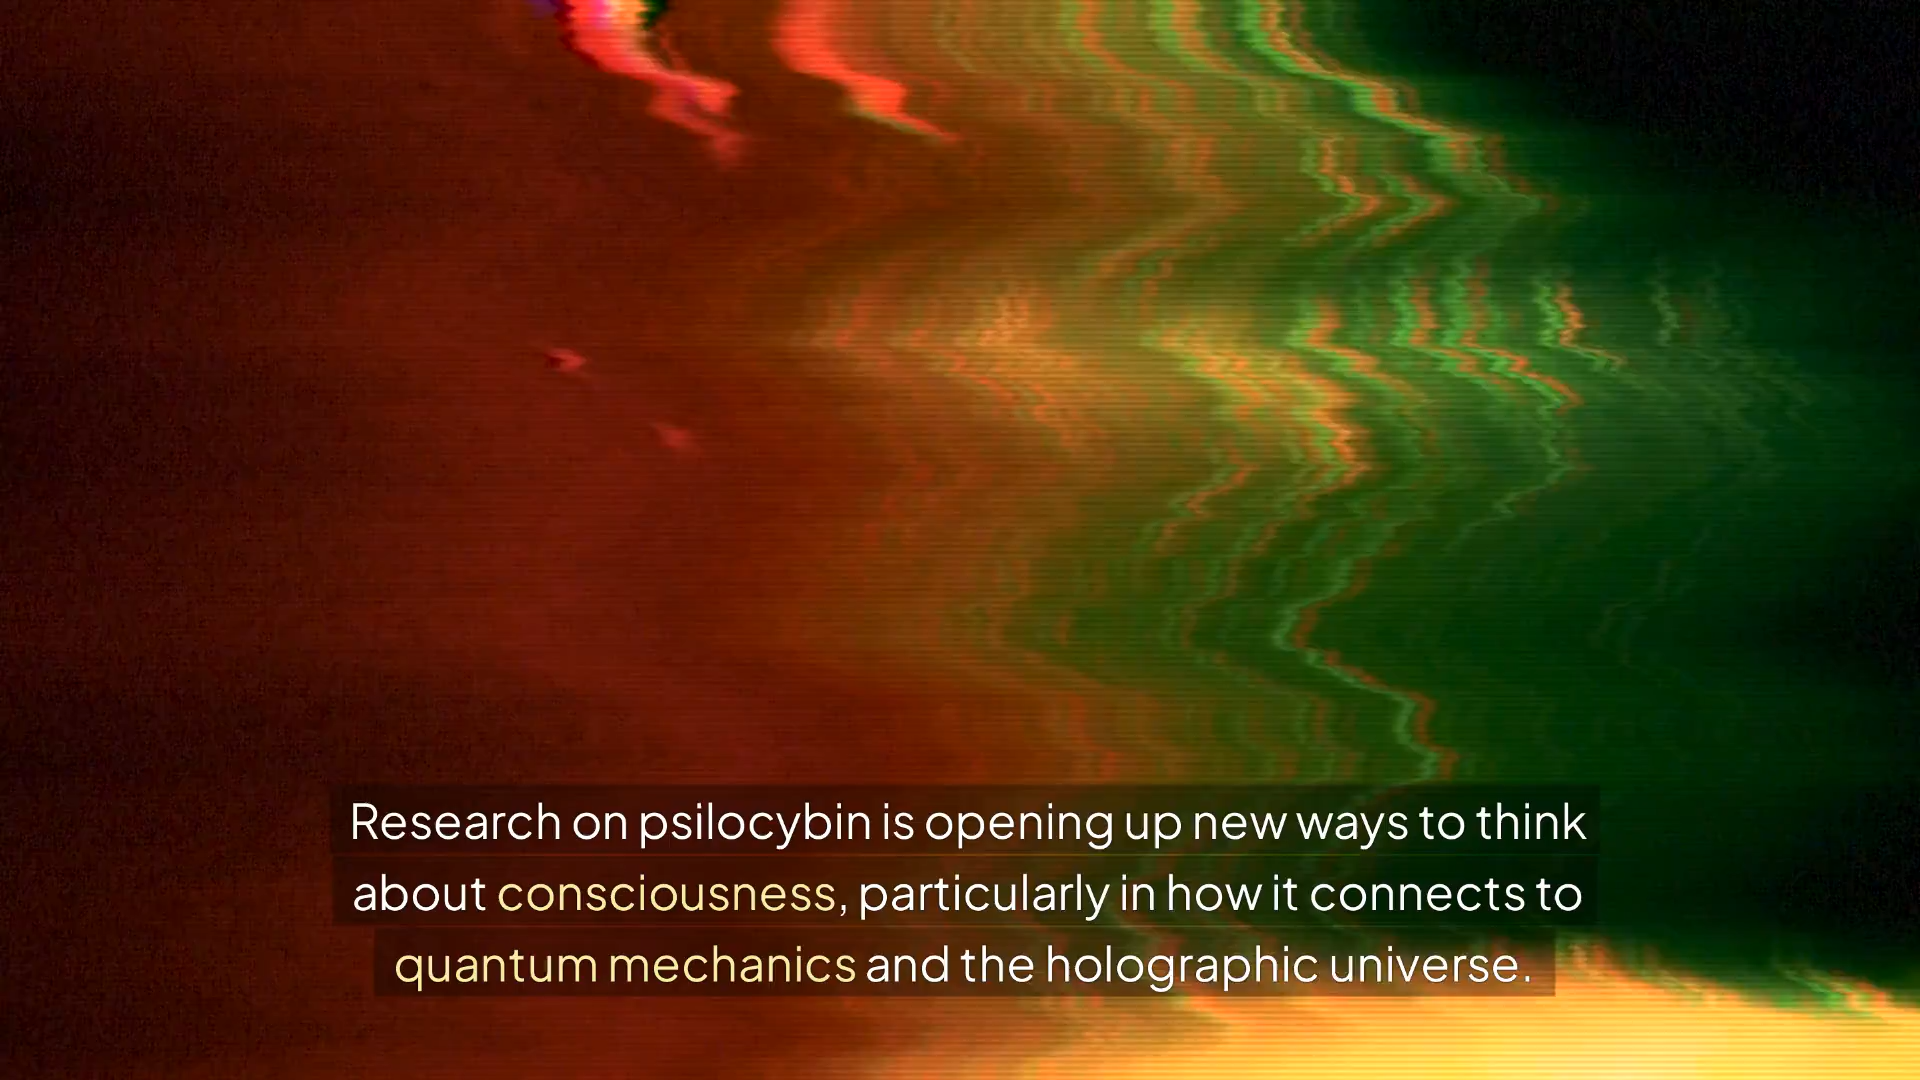 Research on psilocybin is opening up new ways to think
about consciousness, particularly in how it connects to
quantum mechanics and the holographic universe.